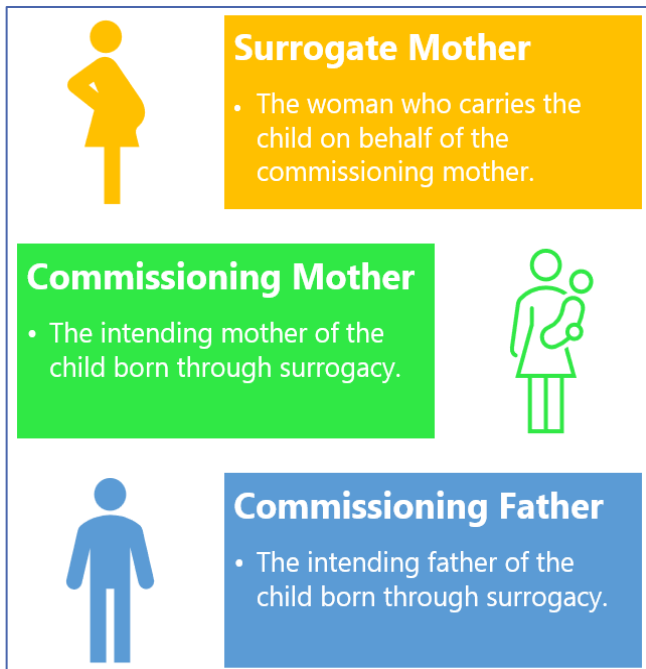 Surrogate Mother
• The woman who carries the
child on behalf of the
commissioning mother.
Commissioning Mother
• The intending mother of the
child born through surrogacy.
Commissioning Father
• The intending father of the
child born through surrogacy.